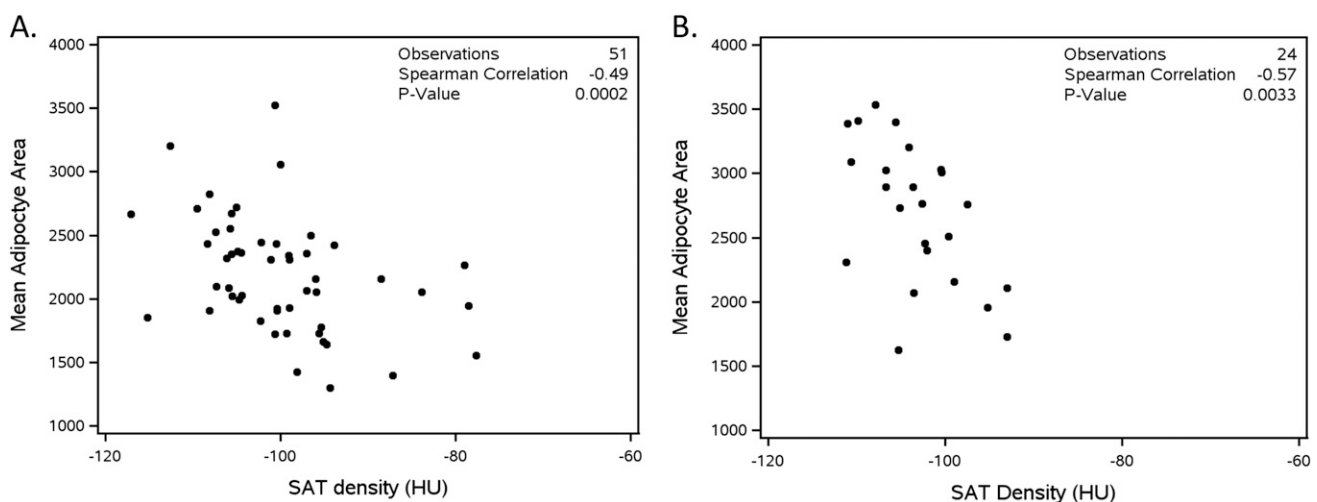 A.
Observations 51
Spearman Correlation -0.49
P-Value 0.0002
Mean Adipoctye Area
4000
3500
3000
2500
2000
1500
1000
-120 -100 -80 -60
SAT density (HU)
B.
Observations 24
Spearman Correlation -0.57
P-Value 0.0033
Mean Adipocyte Area
4000
3500
3000
2500
2000
1500
1000
-120 -100 -80 -60
SAT Density (HU)